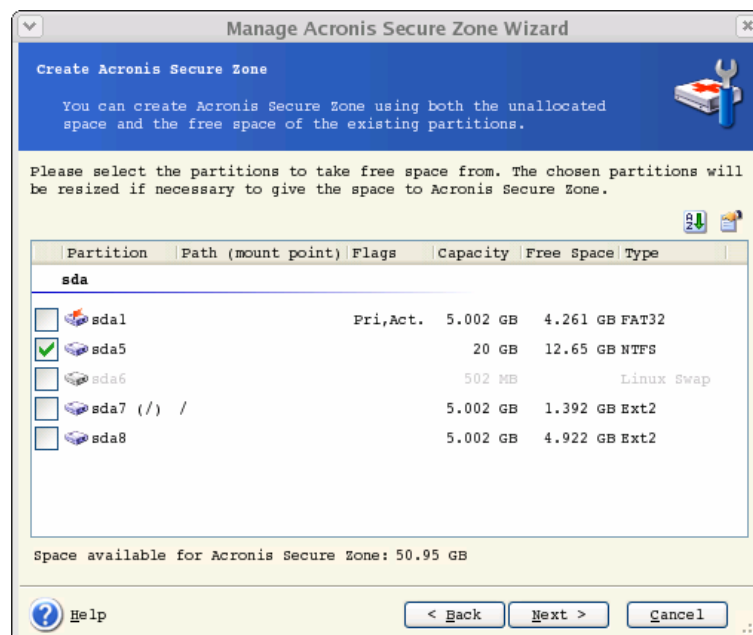 Manage Acronis Secure Zone Wizard
Create Acronis Secure Zone
You can create Acronis Secure Zone using both the unallocated
space and the free space of the existing partitions.
Please select the partitions to take free space from. The chosen partitions will
be resized if necessary to give the space to Acronis Secure Zone.
Partition Path (mount point) Flags Capacity Free Space Type
sda
sda1 Pri,Act. 5.002 GB 4.261 GB FAT32
sda5 20 GB 12.65 GB NTFS
sda6 502 MB Linux Swap
sda7 (/) / 5.002 GB 1.392 GB Ext2
sda8 5.002 GB 4.922 GB Ext2
Space available for Acronis Secure Zone: 50.95 GB
Help < Back Next > Cancel